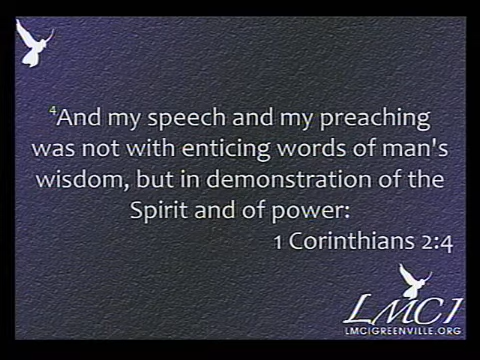 ⁴And my speech and my preaching
was not with enticing words of man's
wisdom, but in demonstration of the
Spirit and of power:
1 Corinthians 2:4
LMCI
LMCIGREENVILLE.ORG